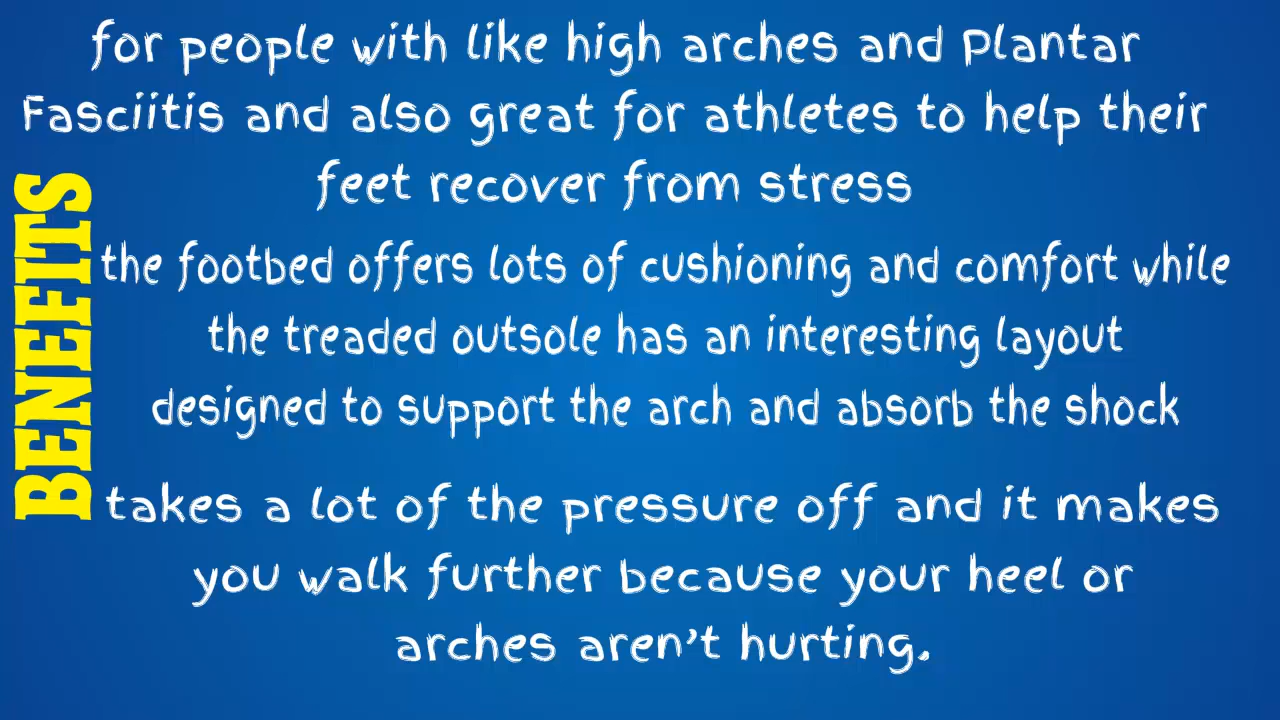 for people with like high arches and Plantar
Fasciitis and also great for athletes to help their
feet recover from stress
BENEFITS
the footbed offers lots of cushioning and comfort while
the treaded outsole has an interesting layout
designed to support the arch and absorb the shock
takes a lot of the pressure off and it makes
you walk further because your heel or
arches aren't hurting.